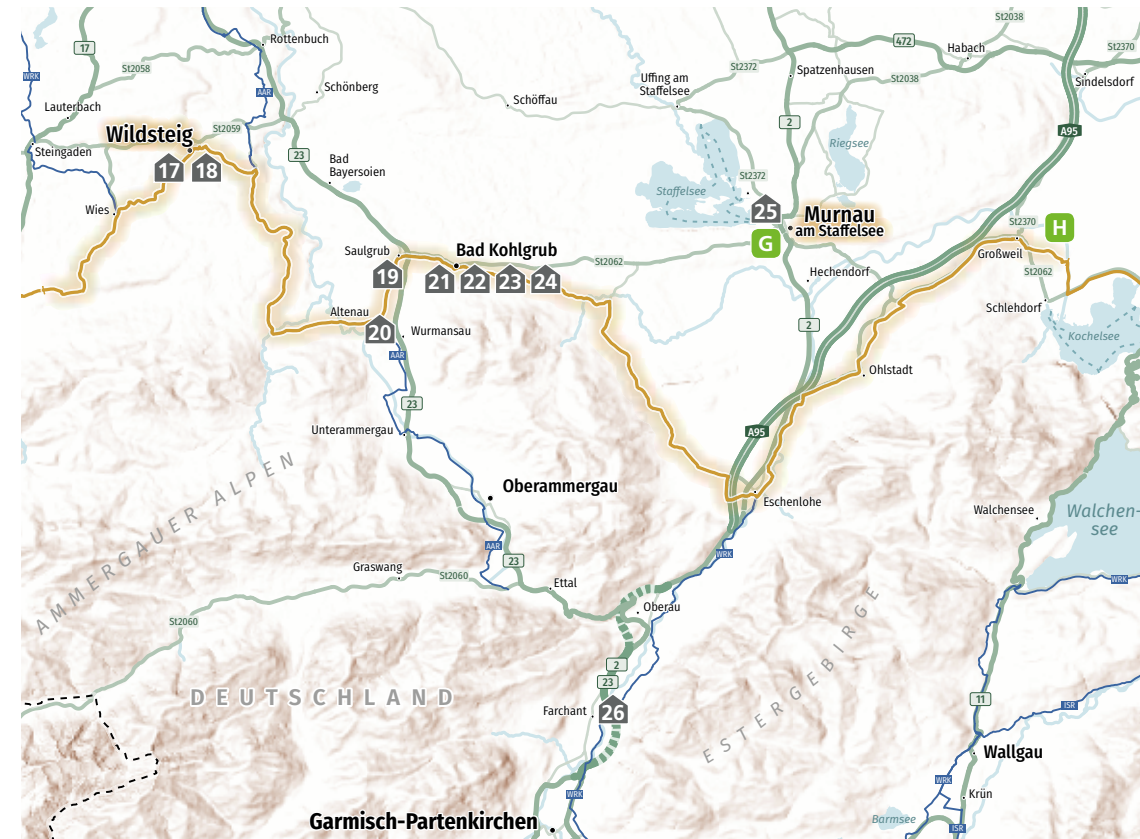 Rottenbuch
17
St2058
WRK
AAR
Schönberg
Lauterbach
Wildsteig
St2059
Steingaden
17
18
23
Bad
Bayersoien
Wies
Schöffau
Uffing am
Staffelsee
St2372
472
St2038
Habach
St2370
Spatzenhausen
St2038
Sindelsdorf
2
A95
Riegsee
St2372
Staffelsee
25
Murnau
am Staffelsee
G
St2370
H
Großweil
St2062
Saulgrub
Bad Kohlgrub
19
21
22
23
24
St2062
Hechendorf
Schlehdorf
Kochelsee
Altenau
20
Wurmansau
AAR
2
Ohlstadt
23
Unterammergau
A95
AMMERGAUER ALPEN
Oberammergau
Eschenlohe
Walchensee
Walchen-
see
AAR
23
WRK
Graswang
St2060
Ettal
WRK
Oberau
St2060
ESTERGEBIRGE
2
23
DEUTSCHLAND
26
Farchant
11
ISR
Wallgau
WRK
WRK
Krün
Garmisch-Partenkirchen
Barmsee
ISR